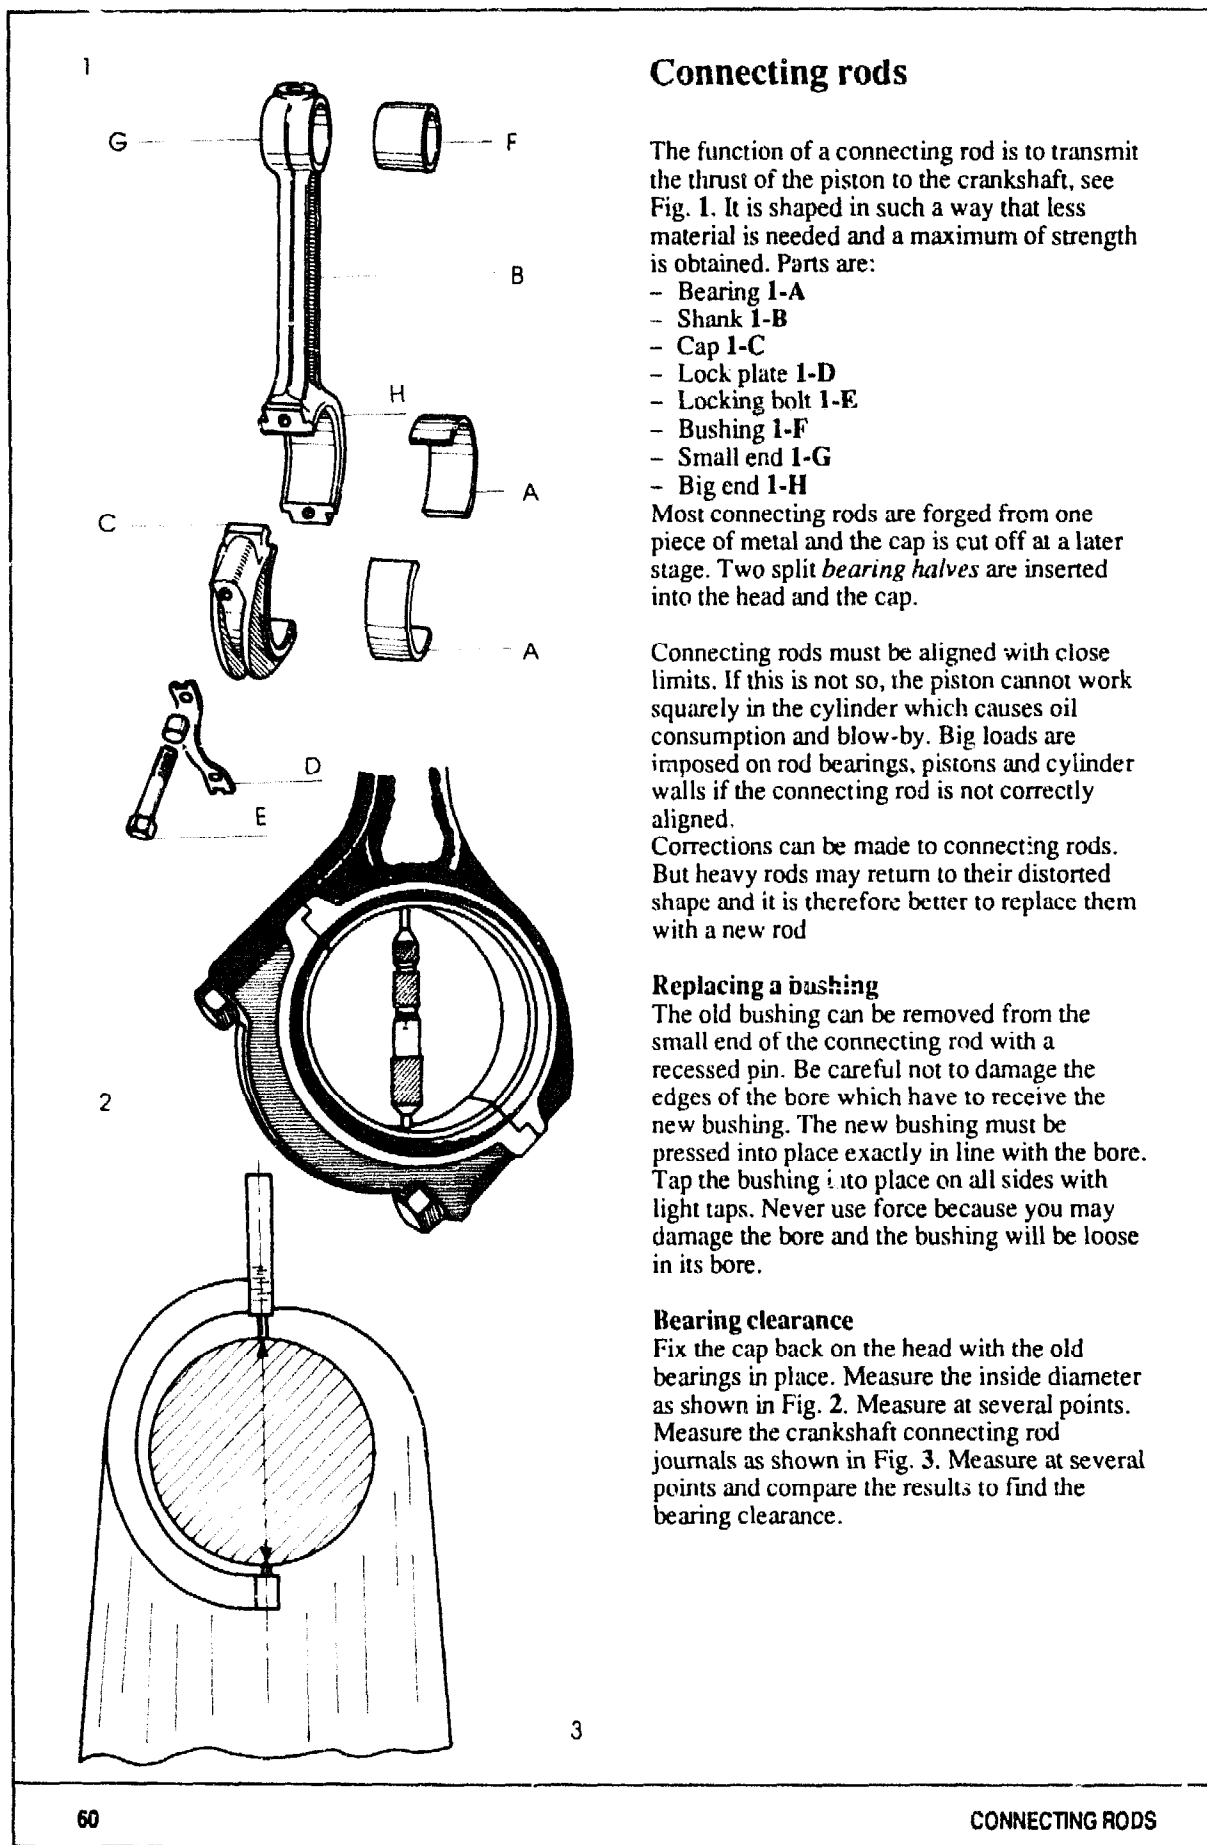 1
G
F
B
H
A
C
A
D
E
2
3
Connecting rods
The function of a connecting rod is to transmit
the thrust of the piston to the crankshaft, see
Fig. 1. It is shaped in such a way that less
material is needed and a maximum of strength
is obtained. Parts are:
– Bearing 1-A
– Shank 1-B
– Cap 1-C
– Lock plate 1-D
– Locking bolt 1-E
– Bushing 1-F
– Small end 1-G
– Big end 1-H
Most connecting rods are forged from one
piece of metal and the cap is cut off at a later
stage. Two split bearing halves are inserted
into the head and the cap.
Connecting rods must be aligned with close
limits. If this is not so, the piston cannot work
squarely in the cylinder which causes oil
consumption and blow-by. Big loads are
imposed on rod bearings, pistons and cylinder
walls if the connecting rod is not correctly
aligned.
Corrections can be made to connecting rods.
But heavy rods may return to their distorted
shape and it is therefore better to replace them
with a new rod
Replacing a bushing
The old bushing can be removed from the
small end of the connecting rod with a
recessed pin. Be careful not to damage the
edges of the bore which have to receive the
new bushing. The new bushing must be
pressed into place exactly in line with the bore.
Tap the bushing into place on all sides with
light taps. Never use force because you may
damage the bore and the bushing will be loose
in its bore.
Bearing clearance
Fix the cap back on the head with the old
bearings in place. Measure the inside diameter
as shown in Fig. 2. Measure at several points.
Measure the crankshaft connecting rod
journals as shown in Fig. 3. Measure at several
points and compare the results to find the
bearing clearance.
60
CONNECTING RODS